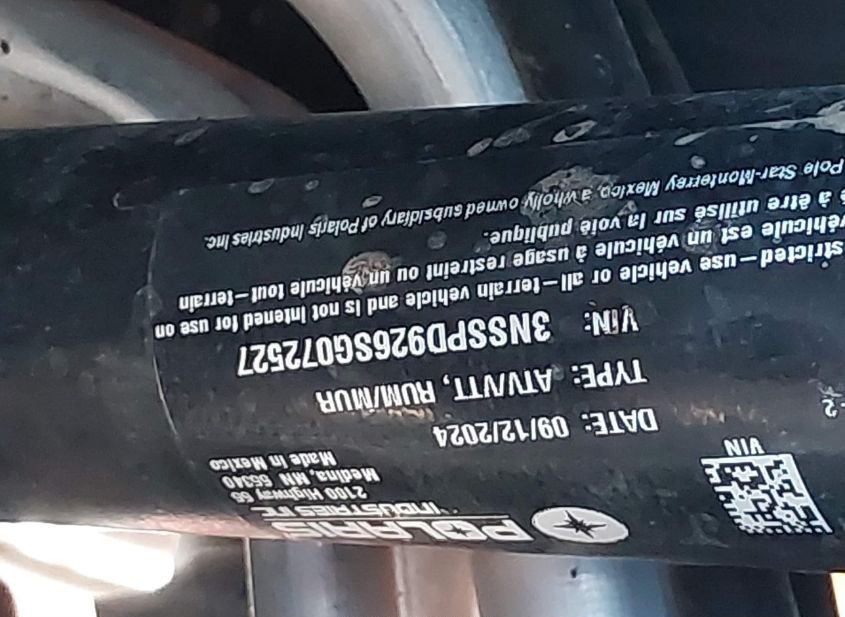 POLARIS
INDUSTRIES
2100 Highway 55
Medina, MN 55340
Made In Mexico
VIN
DATE: 09/12/2024
TYPE: ATV/VTT, RUM/MUR
VIN: 3NSSPD926SG072527
stricted-use vehicle or all-terrain vehicle and is not intened for use on
véhicule est un véhicule à usage restreint ou un véhicule tout-terrain
à être utilisé sur la voie publique.
Pole Star-Monterrey Mexico, a wholly owned subsidiary of Polaris Industries Inc.